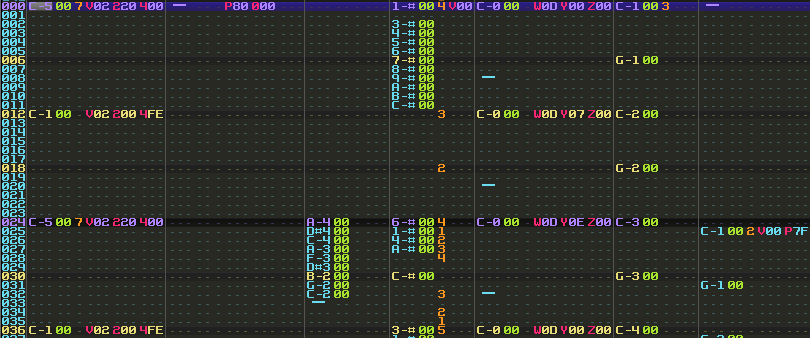 000 C-5 00 7 V02 220 400 — P80 000 1-# 00 4 V00 C-0 00 W0D Y00 Z00 C-1 00 3 —
001
002 3-# 00
003 4-# 00
004 5-# 00
005 6-# 00
006 7-# 00 G-1 00
007 8-# 00
008 9-# 00 —
009 A-# 00
010 B-# 00
011 C-# 00
012 C-1 00 V02 200 4FE 3 C-0 00 W0D Y07 Z00 C-2 00
013
014
015
016
017
018 2 G-2 00
019
020 —
021
022
023
024 C-5 00 7 V02 220 400 A-4 00 6-# 00 4 C-0 00 W0D Y0E Z00 C-3 00
025 D#4 00 1-# 00 1 C-1 00 2 V00 P7F
026 C-4 00 4-# 00 2
027 A-3 00 A-# 00 3
028 F-3 00 4
029 D#3 00
030 B-2 00 C-# 00 G-3 00
031 G-2 00 G-1 00
032 C-2 00 3 —
033 —
034 2
035 1
036 C-1 00 V02 200 4FE 3-# 00 5 C-0 00 W0D Y00 Z00 C-4 00